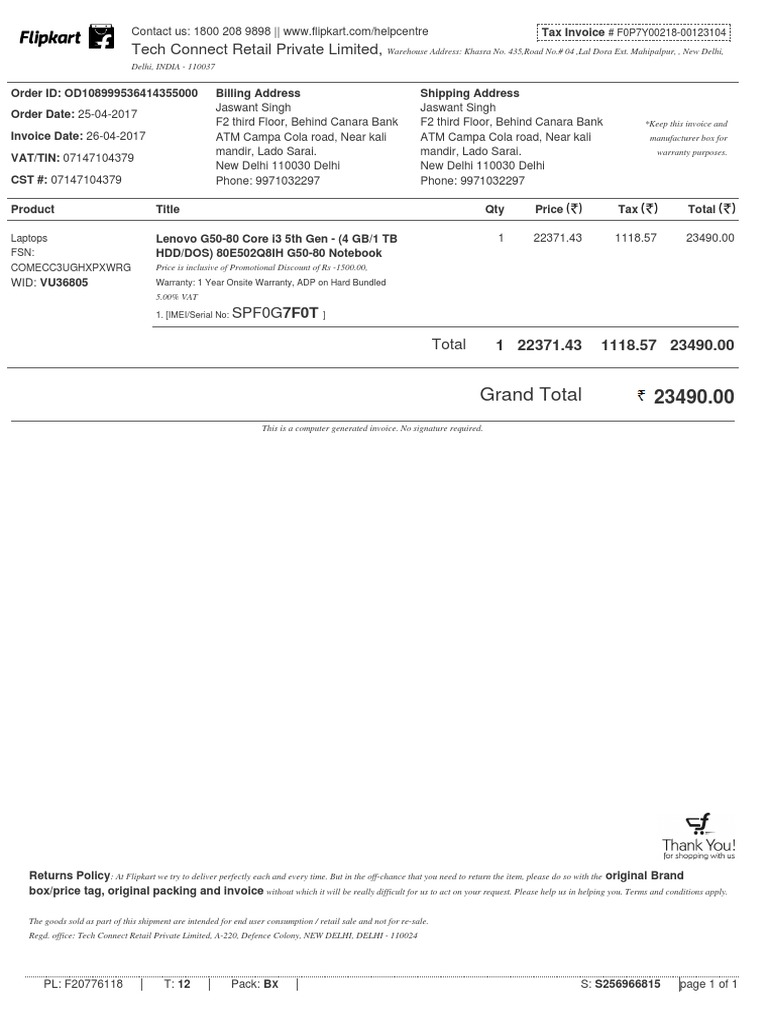 Flipkart
Contact us: 1800 208 9898 || www.flipkart.com/helpcentre
Tax Invoice # F0P7Y00218-00123104
Tech Connect Retail Private Limited, Warehouse Address: Khasra No. 435,Road No.# 04 ,Lal Dora Ext. Mahipalpur, , New Delhi,
Delhi, INDIA - 110037
Order ID: OD108999536414355000
Order Date: 25-04-2017
Invoice Date: 26-04-2017
VAT/TIN: 07147104379
CST #: 07147104379
Billing Address
Jaswant Singh
F2 third Floor, Behind Canara Bank
ATM Campa Cola road, Near kali
mandir, Lado Sarai.
New Delhi 110030 Delhi
Phone: 9971032297
Shipping Address
Jaswant Singh
F2 third Floor, Behind Canara Bank
ATM Campa Cola road, Near kali
mandir, Lado Sarai.
New Delhi 110030 Delhi
Phone: 9971032297
*Keep this invoice and
manufacturer box for
warranty purposes.
Product Title Qty Price (₹) Tax (₹) Total (₹)
Laptops
FSN:
COMECC3UGHXPXWRG
WID: VU36805
Lenovo G50-80 Core i3 5th Gen - (4 GB/1 TB 1 22371.43 1118.57 23490.00
HDD/DOS) 80E502Q8IH G50-80 Notebook
Price is inclusive of Promotional Discount of Rs -1500.00,
Warranty: 1 Year Onsite Warranty, ADP on Hard Bundled
5.00% VAT
1. [IMEI/Serial No: SPF0G7F0T ]
Total 1 22371.43 1118.57 23490.00
Grand Total ₹ 23490.00
This is a computer generated invoice. No signature required.
Thank You!
for shopping with us
Returns Policy: At Flipkart we try to deliver perfectly each and every time. But in the off-chance that you need to return the item, please do so with the original Brand
box/price tag, original packing and invoice without which it will be really difficult for us to act on your request. Please help us in helping you. Terms and conditions apply.
The goods sold as part of this shipment are intended for end user consumption / retail sale and not for re-sale.
Regd. office: Tech Connect Retail Private Limited, A-220, Defence Colony, NEW DELHI, DELHI - 110024
PL: F20776118 | T: 12 | Pack: Bx | S: S256966815 |page 1 of 1